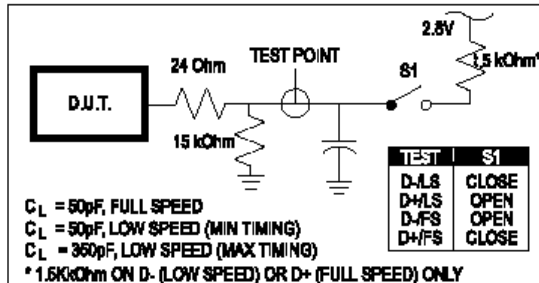 2.8V
24 Ohm
TEST POINT
S1
1.5 kOhm*
D.U.T.
15 kOhm
TEST S1
D-/LS CLOSE
D+/LS OPEN
D-/FS OPEN
D+/FS CLOSE
CL = 50pF, FULL SPEED
CL = 50pF, LOW SPEED (MIN TIMING)
CL = 350pF, LOW SPEED (MAX TIMING)
* 1.5KkOhm ON D- (LOW SPEED) OR D+ (FULL SPEED) ONLY